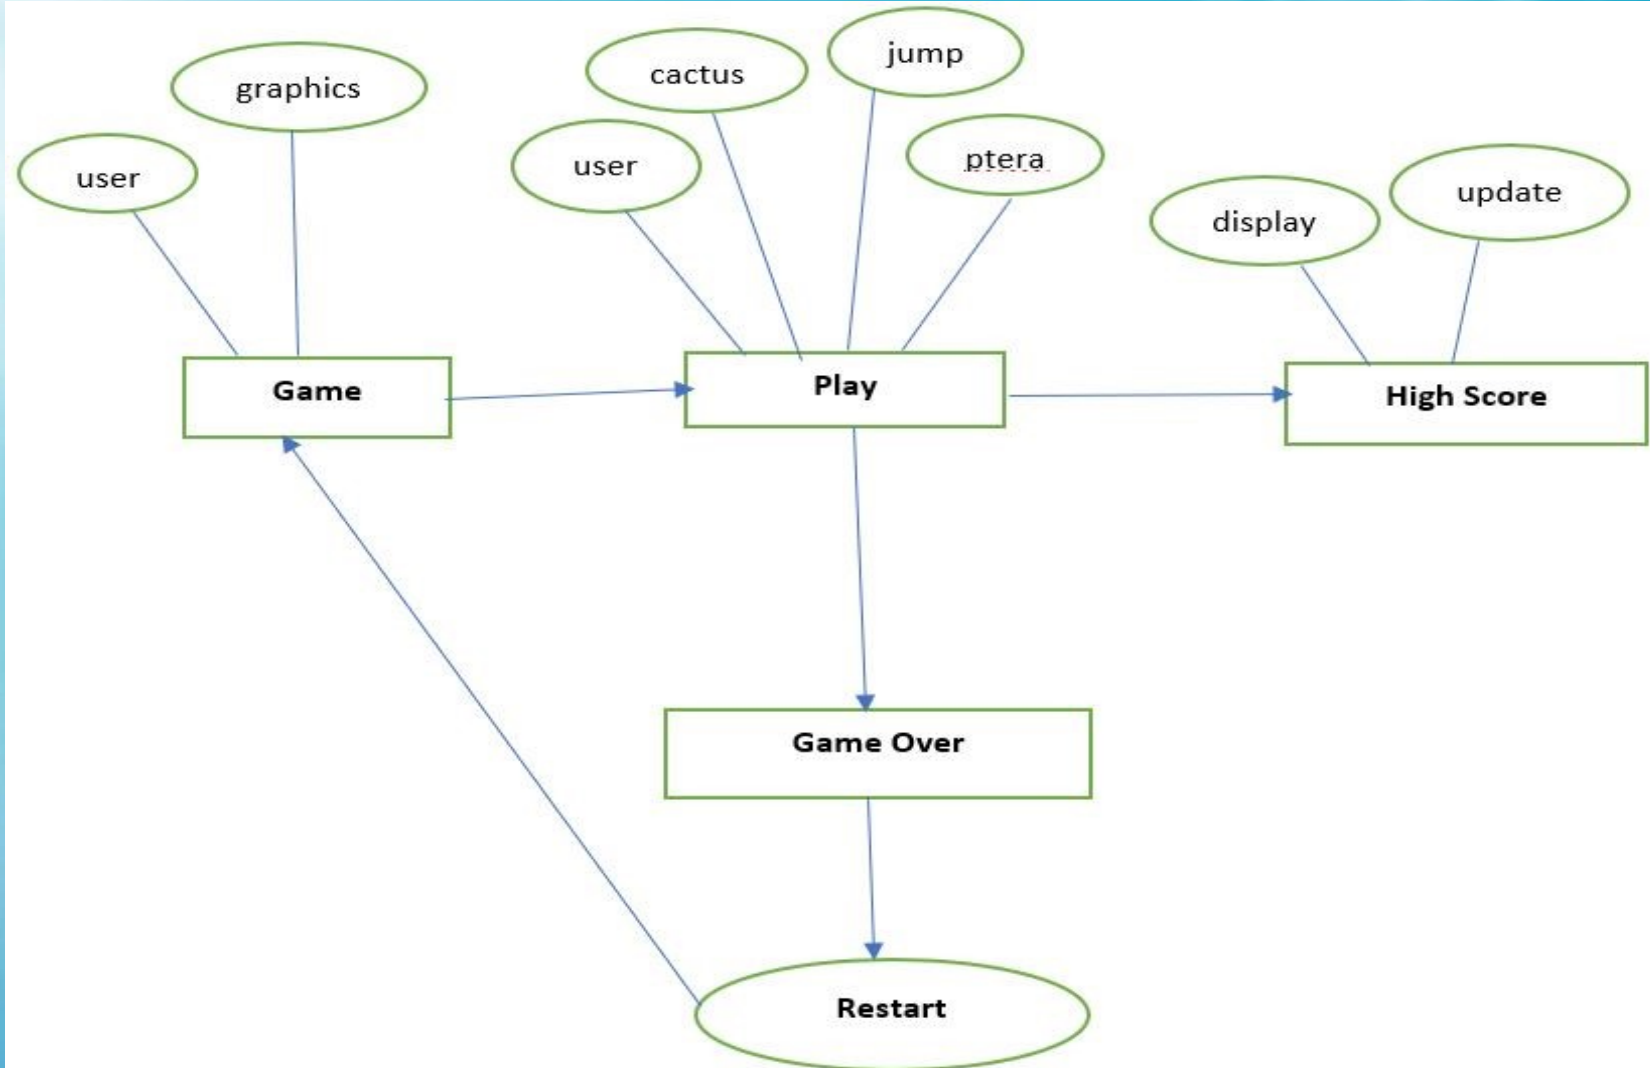 jump
cactus
graphics
ptera
user
user
update
display
Game
Play
High Score
Game Over
Restart